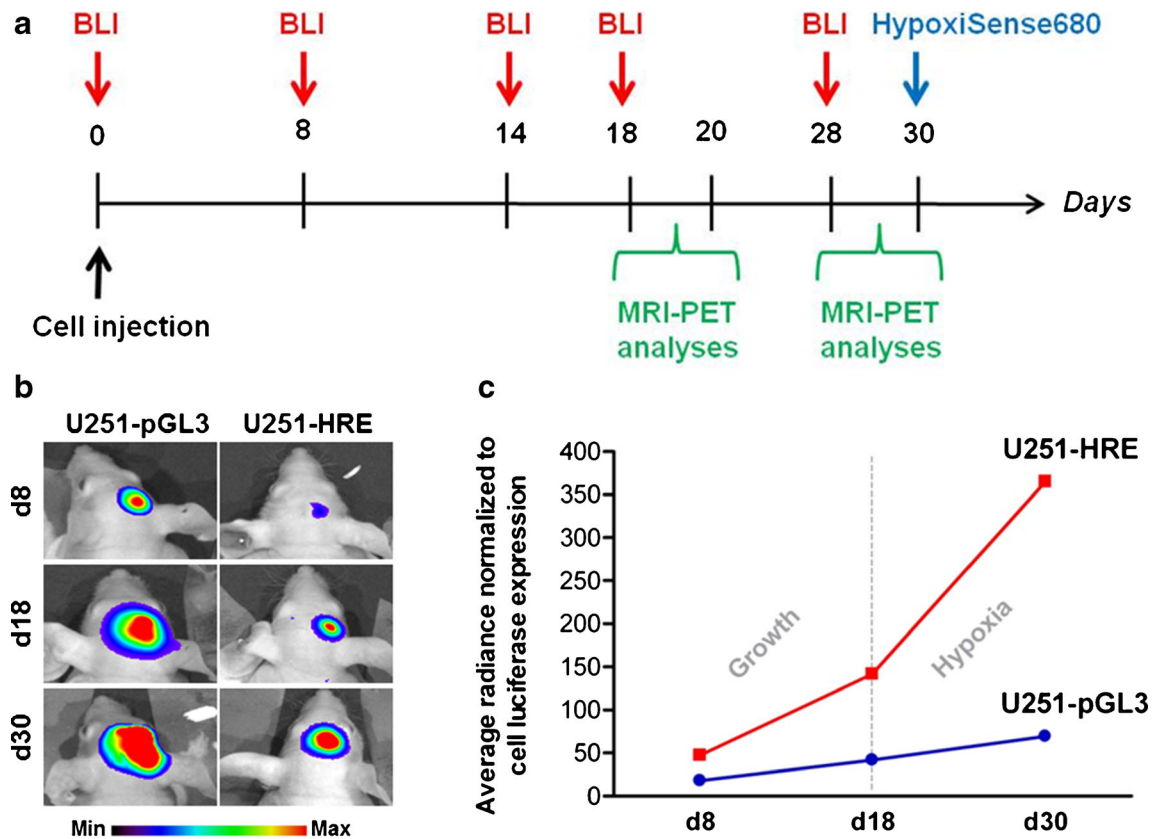 a
BLI BLI BLI BLI BLI HypoxiSense680
0 8 14 18 20 28 30
Days
Cell injection
MRI-PET
analyses
MRI-PET
analyses
b
U251-pGL3 U251-HRE
d8
d18
d30
Min Max
c
Average radiance normalized to
cell luciferase expression
400
350
300
250
200
150
100
50
0
Growth
Hypoxia
U251-HRE
U251-pGL3
d8 d18 d30